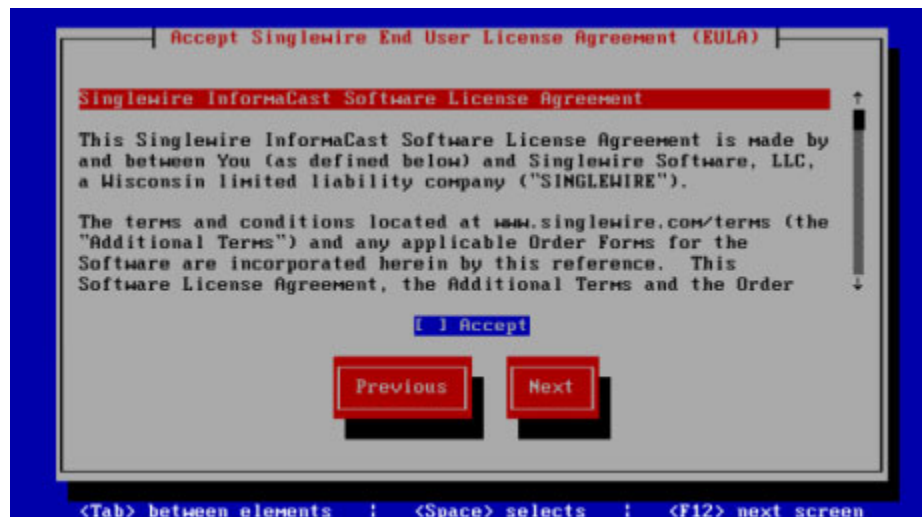 Accept Singlewire End User License Agreement (EULA)
Singlewire InformaCast Software License Agreement
This Singlewire InformaCast Software License Agreement is made by
and between You (as defined below) and Singlewire Software, LLC,
a Wisconsin limited liability company ("SINGLEWIRE").
The terms and conditions located at www.singlewire.com/terms (the
"Additional Terms") and any applicable Order Forms for the
Software are incorporated herein by this reference.  This
Software License Agreement, the Additional Terms and the Order
[ ] Accept
Previous Next
<Tab> between elements | <Space> selects | <F12> next screen